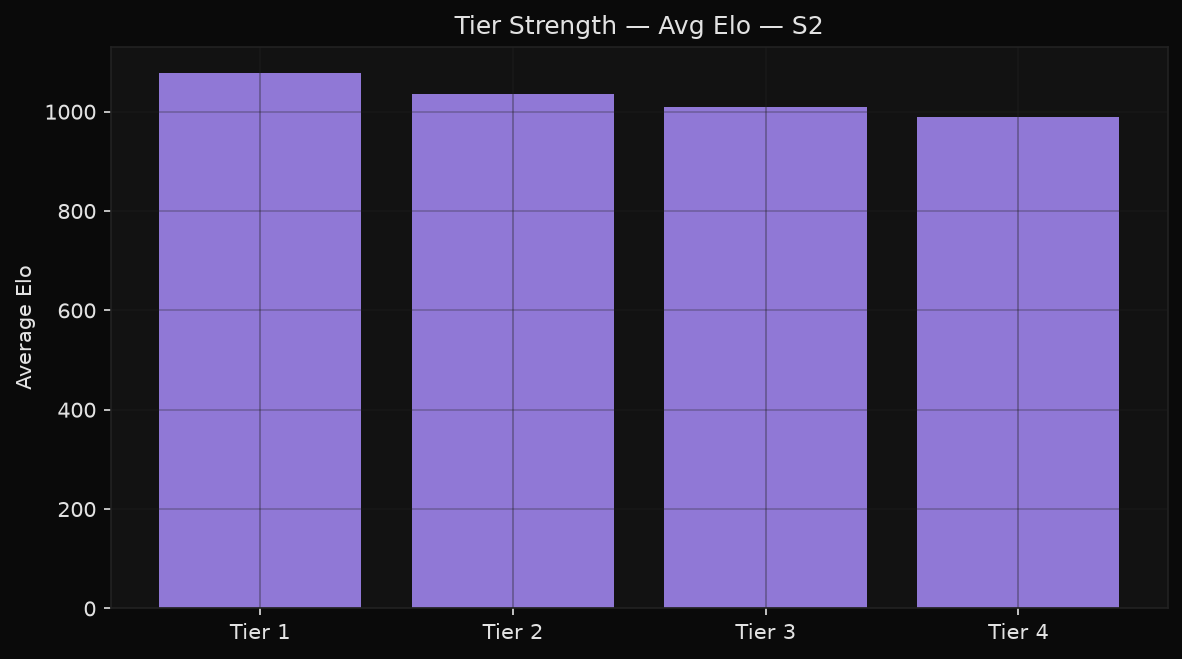 Tier Strength — Avg Elo — S2
Average Elo
1000
800
600
400
200
0
Tier 1
Tier 2
Tier 3
Tier 4